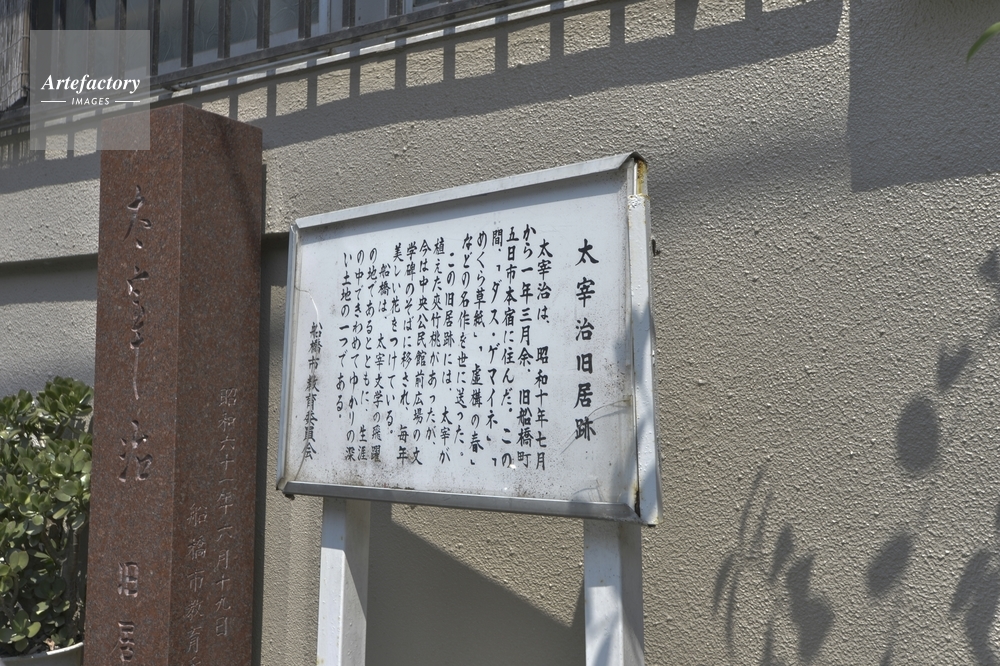 Artefactory
IMAGES
太宰治旧居跡
太宰治は、昭和十年七月
から一年三月余、旧船橋町
五日市本宿に住んだ。この
間、「ダス・ゲマイネ」「
めくら草紙」、「虚構の春」
などの名作を世に送った。
この旧居跡には、太宰が
植えた夾竹桃があったが、
今は中央公民館前広場の文
学碑のそばに移され、毎年
美しい花をつけている。
船橋は、太宰文学の飛躍
の地であるとともに、生涯
の中できわめてゆかりの深
い土地の一つである。
船橋市教育委員会
昭和六十一年六月十九日
船橋市教育
太宰治旧居